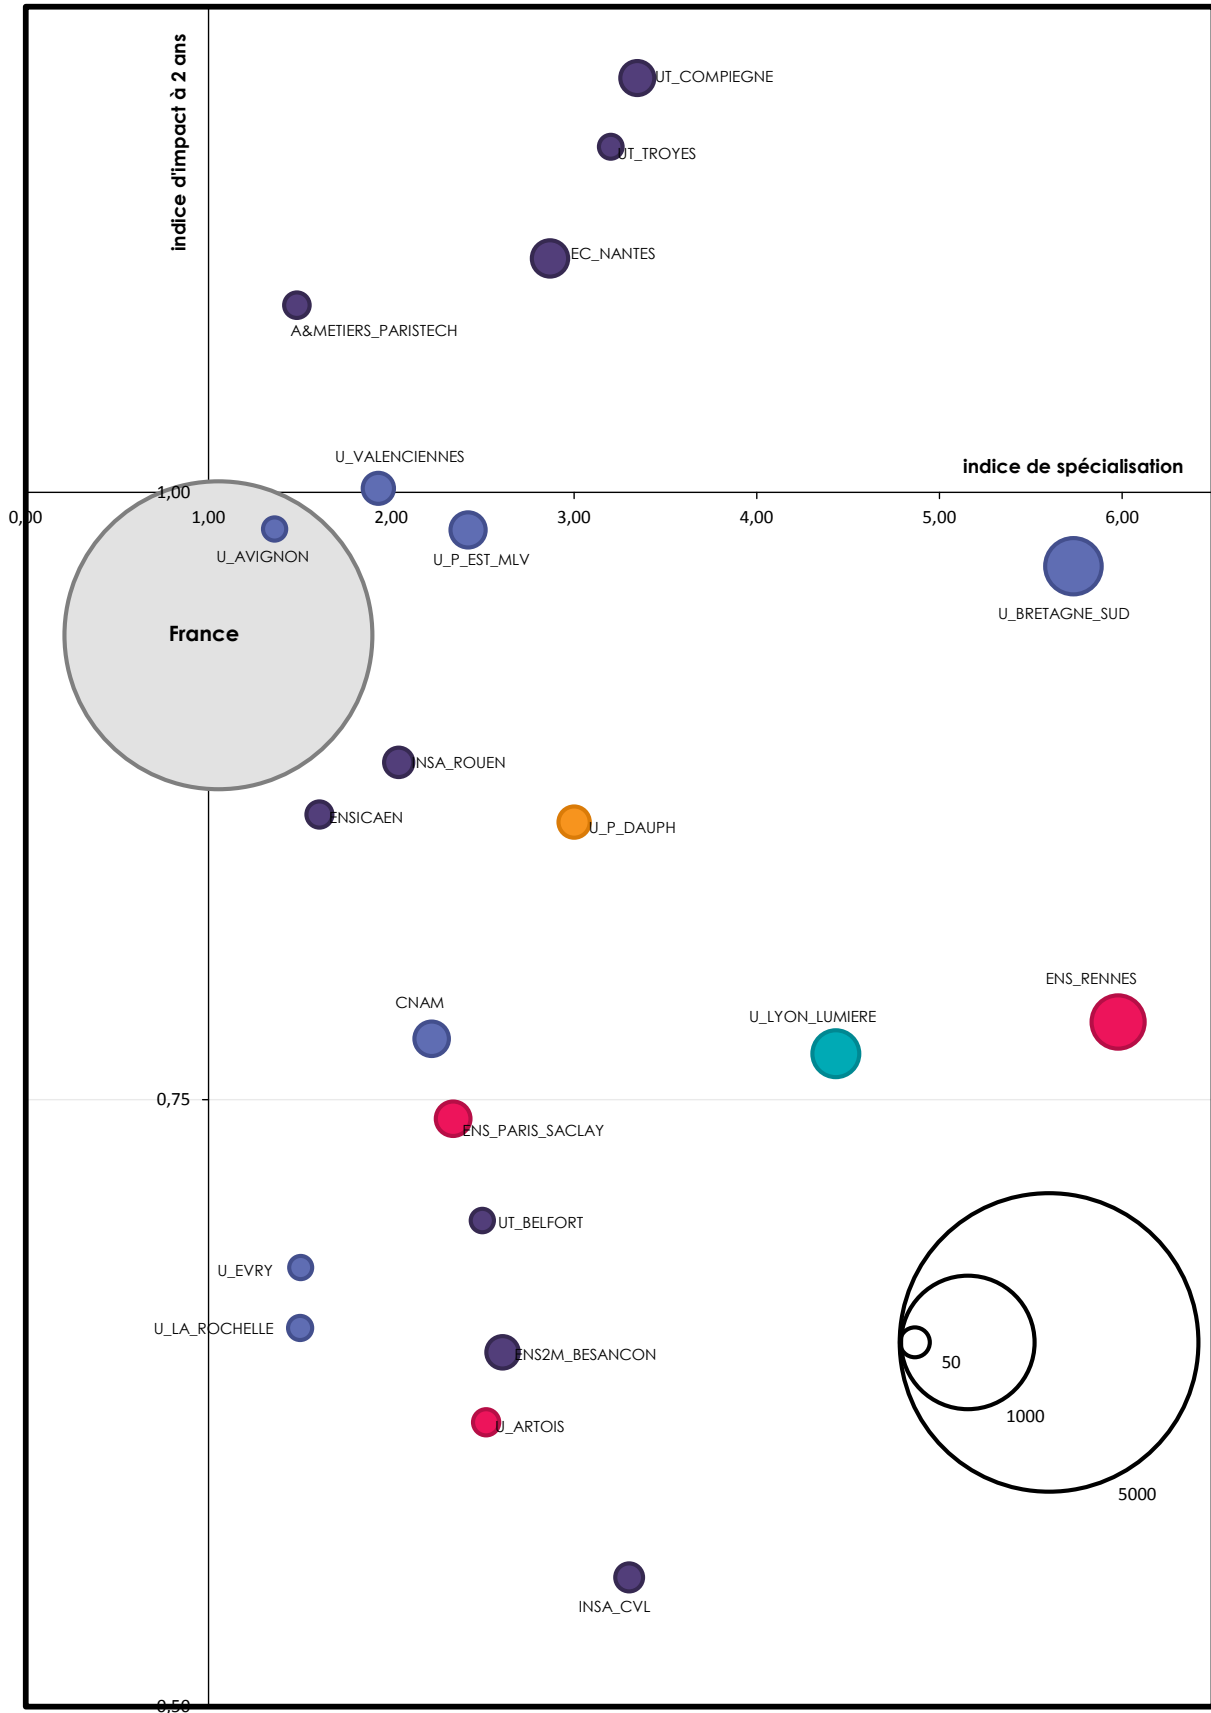 indice d'impact à 2 ans
UT_COMPIEGNE
UT_TROYES
EC_NANTES
A&METIERS_PARISTECH
U_VALENCIENNES
indice de spécialisation
1,00
0,00
1,00
2,00
3,00
4,00
5,00
6,00
U_AVIGNON
U_P_EST_MLV
U_BRETAGNE_SUD
France
INSA_ROUEN
ENSICAEN
U_P_DAUPH
ENS_RENNES
CNAM
U_LYON_LUMIERE
0,75
ENS_PARIS_SACLAY
UT_BELFORT
U_EVRY
U_LA_ROCHELLE
ENS2M_BESANCON
50
1000
U_ARTOIS
5000
INSA_CVL
0,50